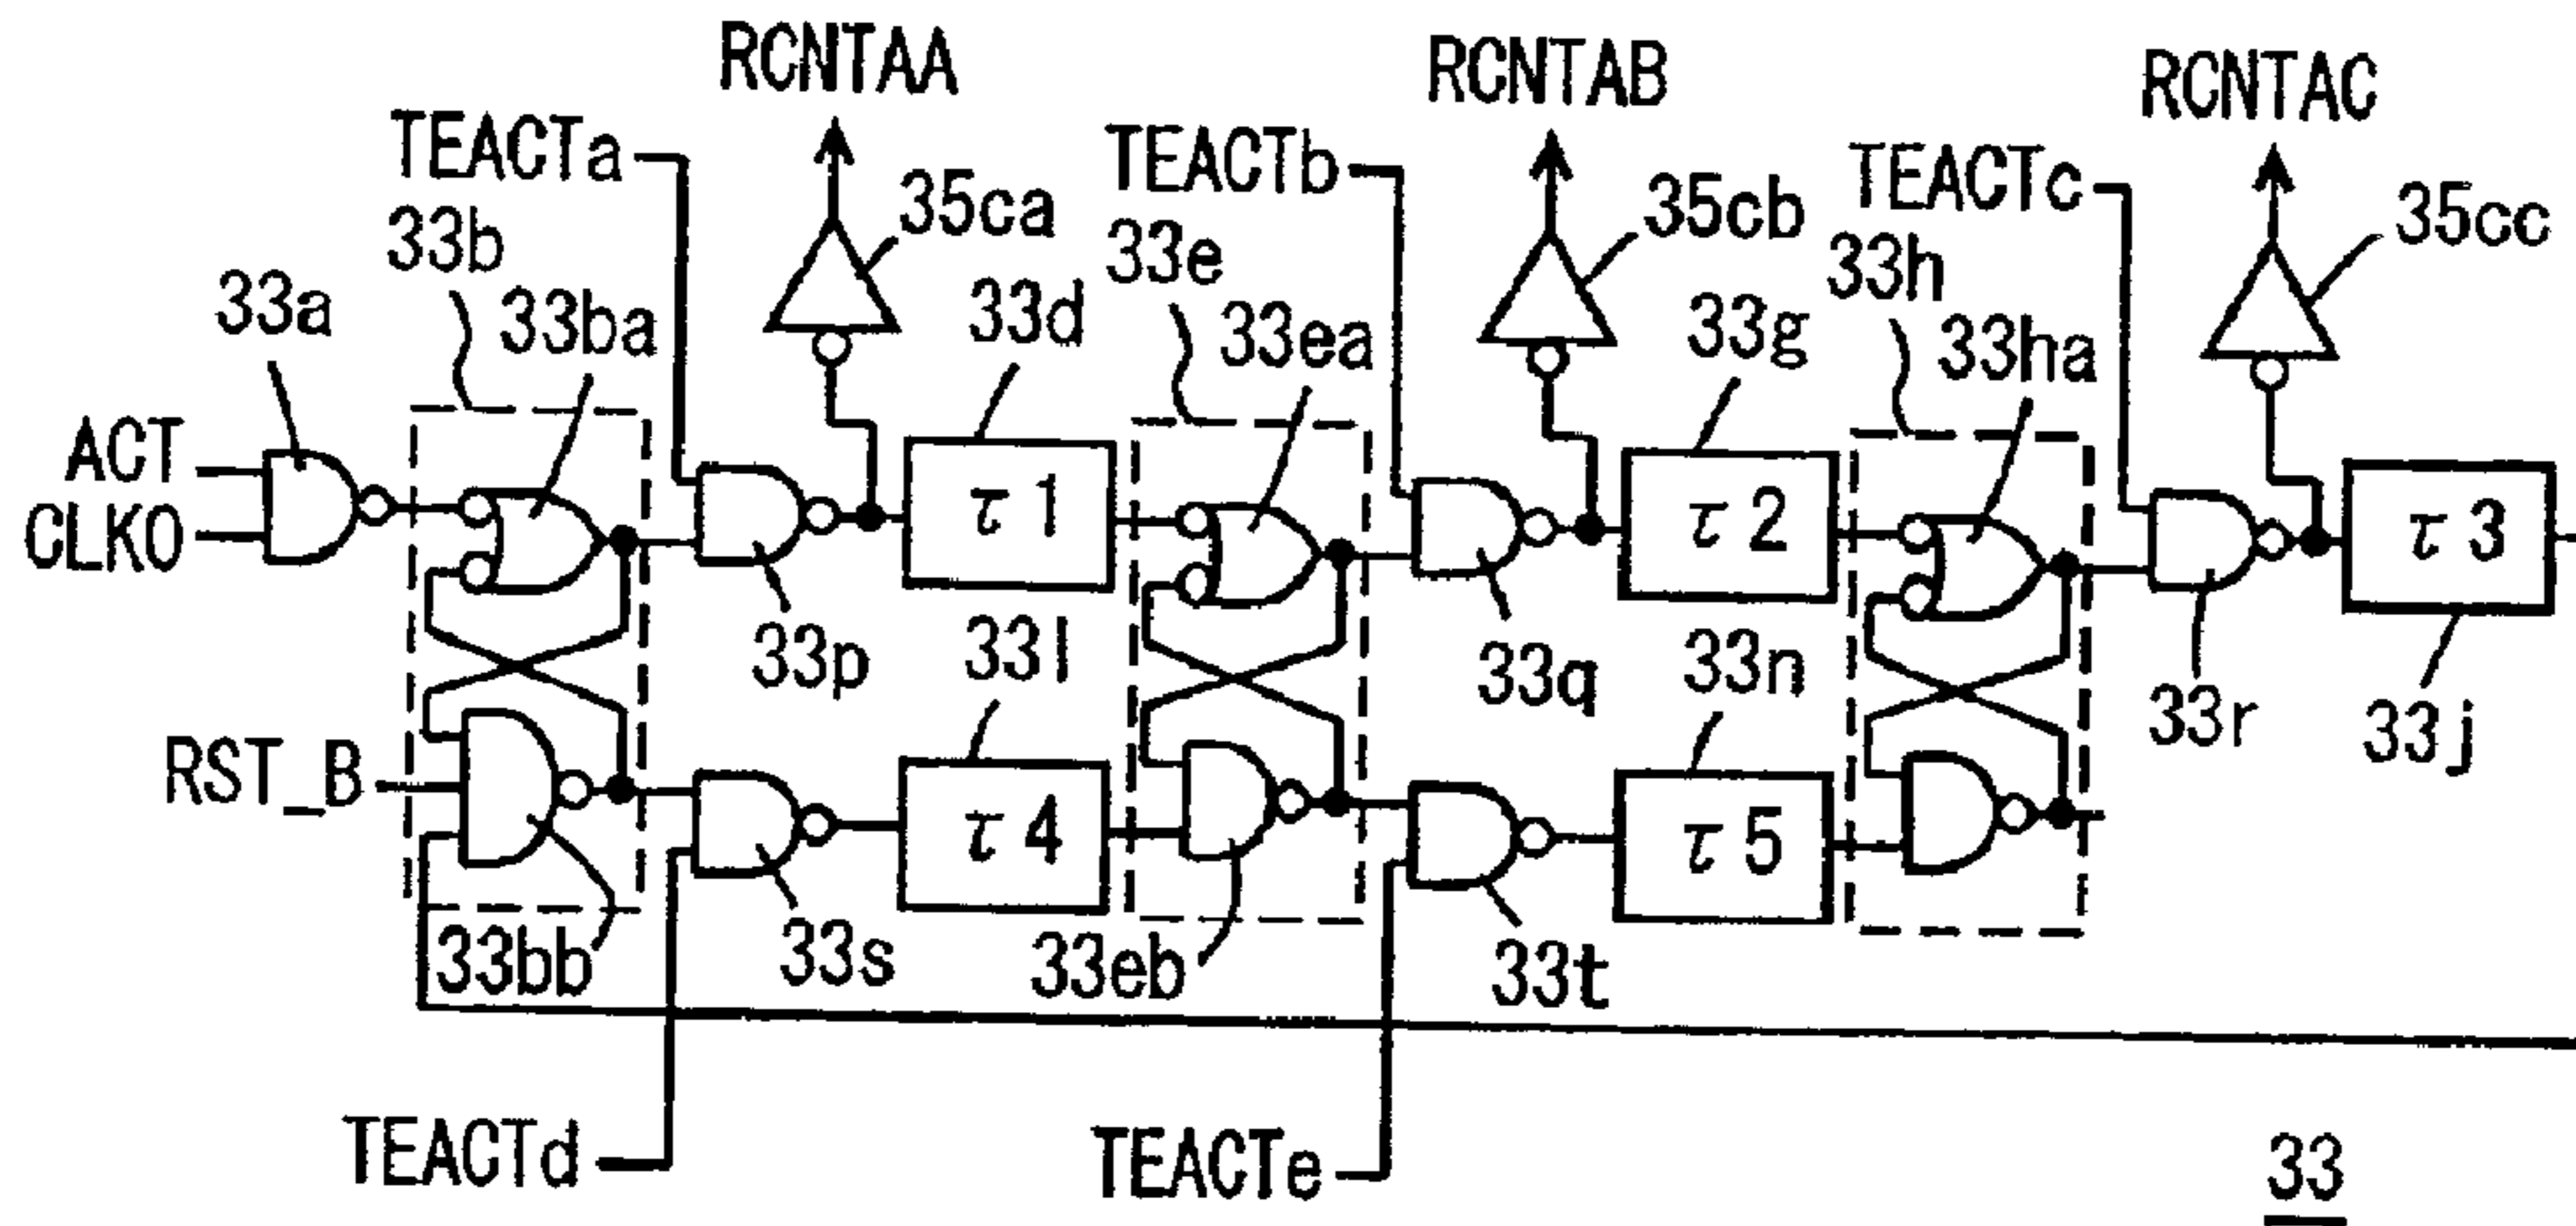 RCNTAA
RCNTAB
RCNTAC
TEACTa
TEACTb
TEACTc
35ca
35cb
35cc
33b
33e
33h
33a
33ba
33d
33ea
33g
33ha
ACT
CLK0
τ 1
τ 2
τ 3
33p
33l
33q
33n
33r
33j
RST_B
τ 4
τ 5
33bb
33s
33eb
33t
TEACTd
TEACTe
33